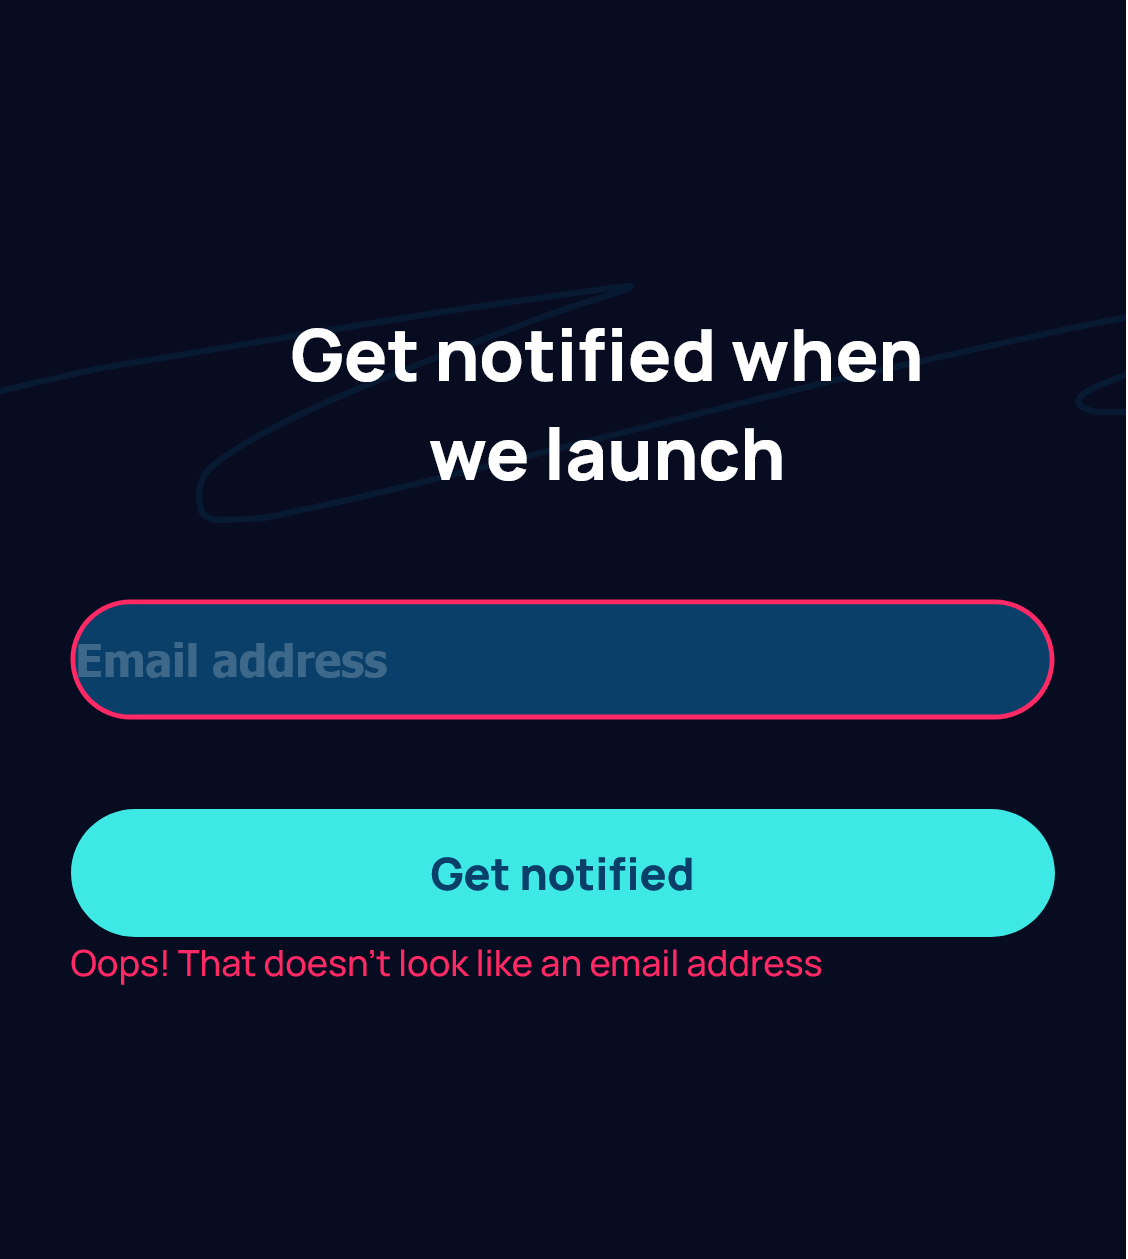 Get notified when
we launch
Email address
Get notified
Oops! That doesn’t look like an email address